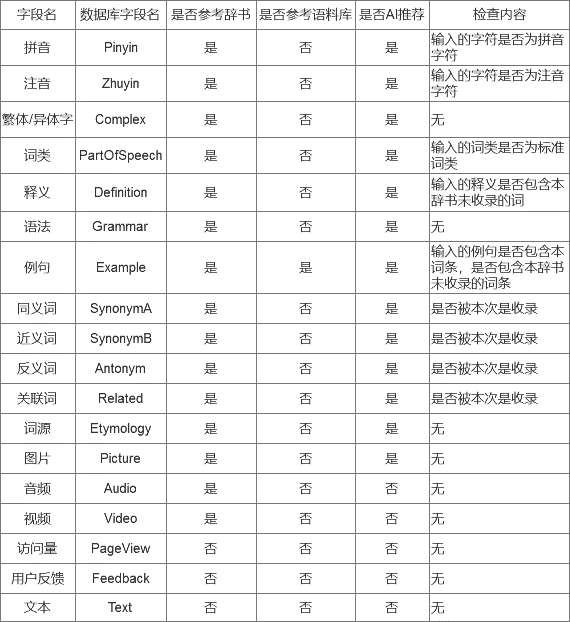 字段名 数据库字段名 是否参考辞书 是否参考语料库 是否AI推荐 检查内容
拼音 Pinyin 是 否 是 输入的字符是否为拼音
字符
注音 Zhuyin 是 否 是 输入的字符是否为注音
字符
繁体/异体字 Complex 是 否 是 无
词类 PartOfSpeech 是 否 是 输入的词类是否为标准
词类
释义 Definition 是 否 是 输入的释义是否包含本
辞书未收录的词
语法 Grammar 是 否 是 无
例句 Example 是 是 是 输入的例句是否包含本
词条，是否包含本辞书
未收录的词条
同义词 SynonymA 是 否 是 是否被本次是收录
近义词 SynonymB 是 否 是 是否被本次是收录
反义词 Antonym 是 否 是 是否被本次是收录
关联词 Related 是 否 是 是否被本次是收录
词源 Etymology 是 否 是 无
图片 Picture 是 否 是 无
音频 Audio 是 否 否 无
视频 Video 是 否 否 无
访问量 PageView 否 否 否 无
用户反馈 Feedback 否 否 否 无
文本 Text 否 否 否 无